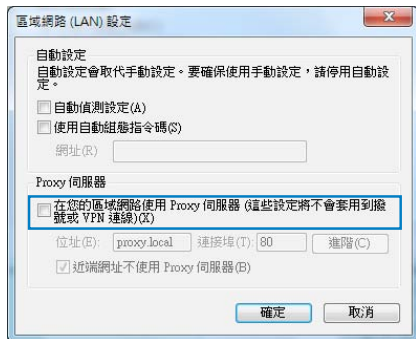 區域網路 (LAN) 設定
自動設定
自動設定會取代手動設定。要確保使用手動設定，請停用自動設
定。
自動偵測設定(A)
使用自動組態指令碼(S)
網址(R)
Proxy 伺服器
在您的區域網路使用 Proxy 伺服器 (這些設定將不會套用到撥
號或 VPN 連線)(X)
位址(E): proxy.local 連接埠(T): 80 進階(C)
近端網址不使用 Proxy 伺服器(B)
確定 取消